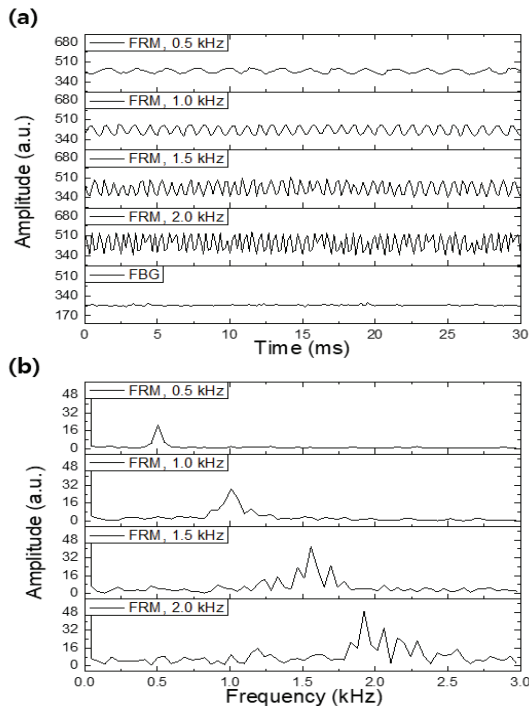 (a)
Amplitude (a.u.)
680
510
340
FRM, 0.5 kHz
680
510
340
FRM, 1.0 kHz
680
510
340
FRM, 1.5 kHz
680
510
340
FRM, 2.0 kHz
510
340
170
FBG
0 5 10 15 20 25 30
Time (ms)
(b)
Amplitude (a.u.)
48
32
16
0
FRM, 0.5 kHz
48
32
16
0
FRM, 1.0 kHz
48
32
16
0
FRM, 1.5 kHz
48
32
16
0
FRM, 2.0 kHz
0.0 0.5 1.0 1.5 2.0 2.5 3.0
Frequency (kHz)